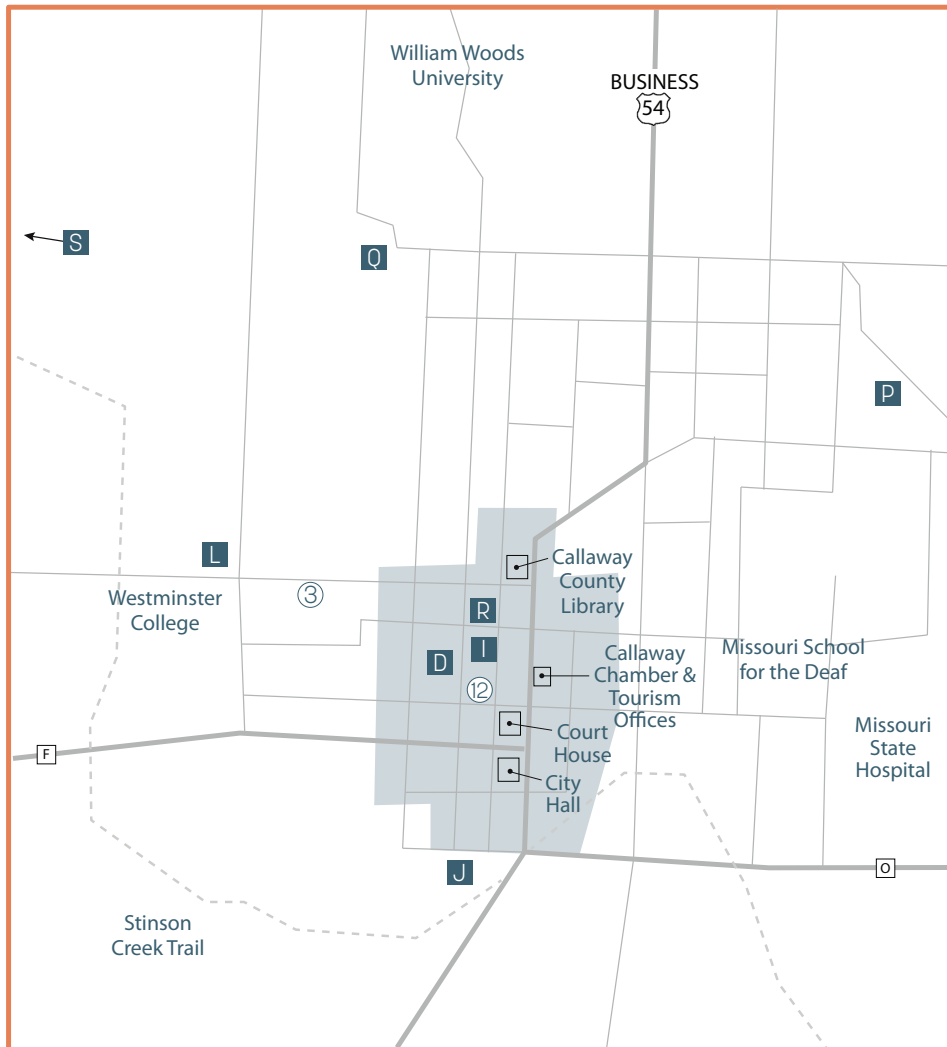 William Woods
University
BUSINESS
54
S
Q
P
L
Callaway
County
Library
3
Westminster
College
R
I
D
12
Callaway
Chamber &
Tourism
Offices
Missouri School
for the Deaf
Court
House
Missouri
State
Hospital
F
City
Hall
J
O
Stinson
Creek Trail